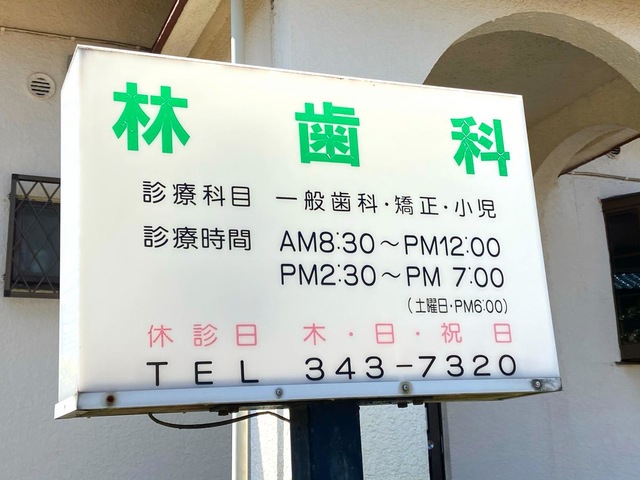 林歯科
診療科目 一般歯科・矯正・小児
診療時間 AM8:30～PM12:00
PM2:30～PM 7:00
（土曜日・PM6:00）
休診日 木・日・祝日
TEL 343-7320